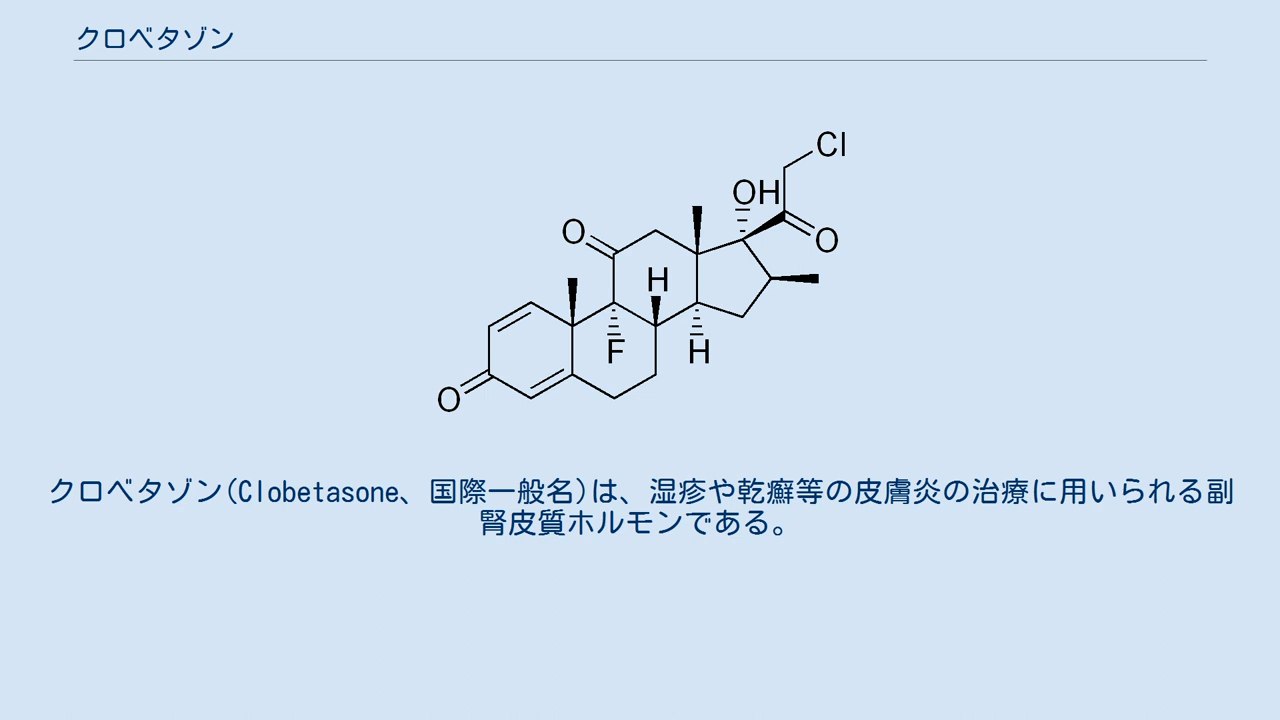 クロベタゾン
Cl
OH
O
O
H
F
H
O
クロベタゾン(Clobetasone、国際一般名)は、湿疹や乾癬等の皮膚炎の治療に用いられる副
腎皮質ホルモンである。